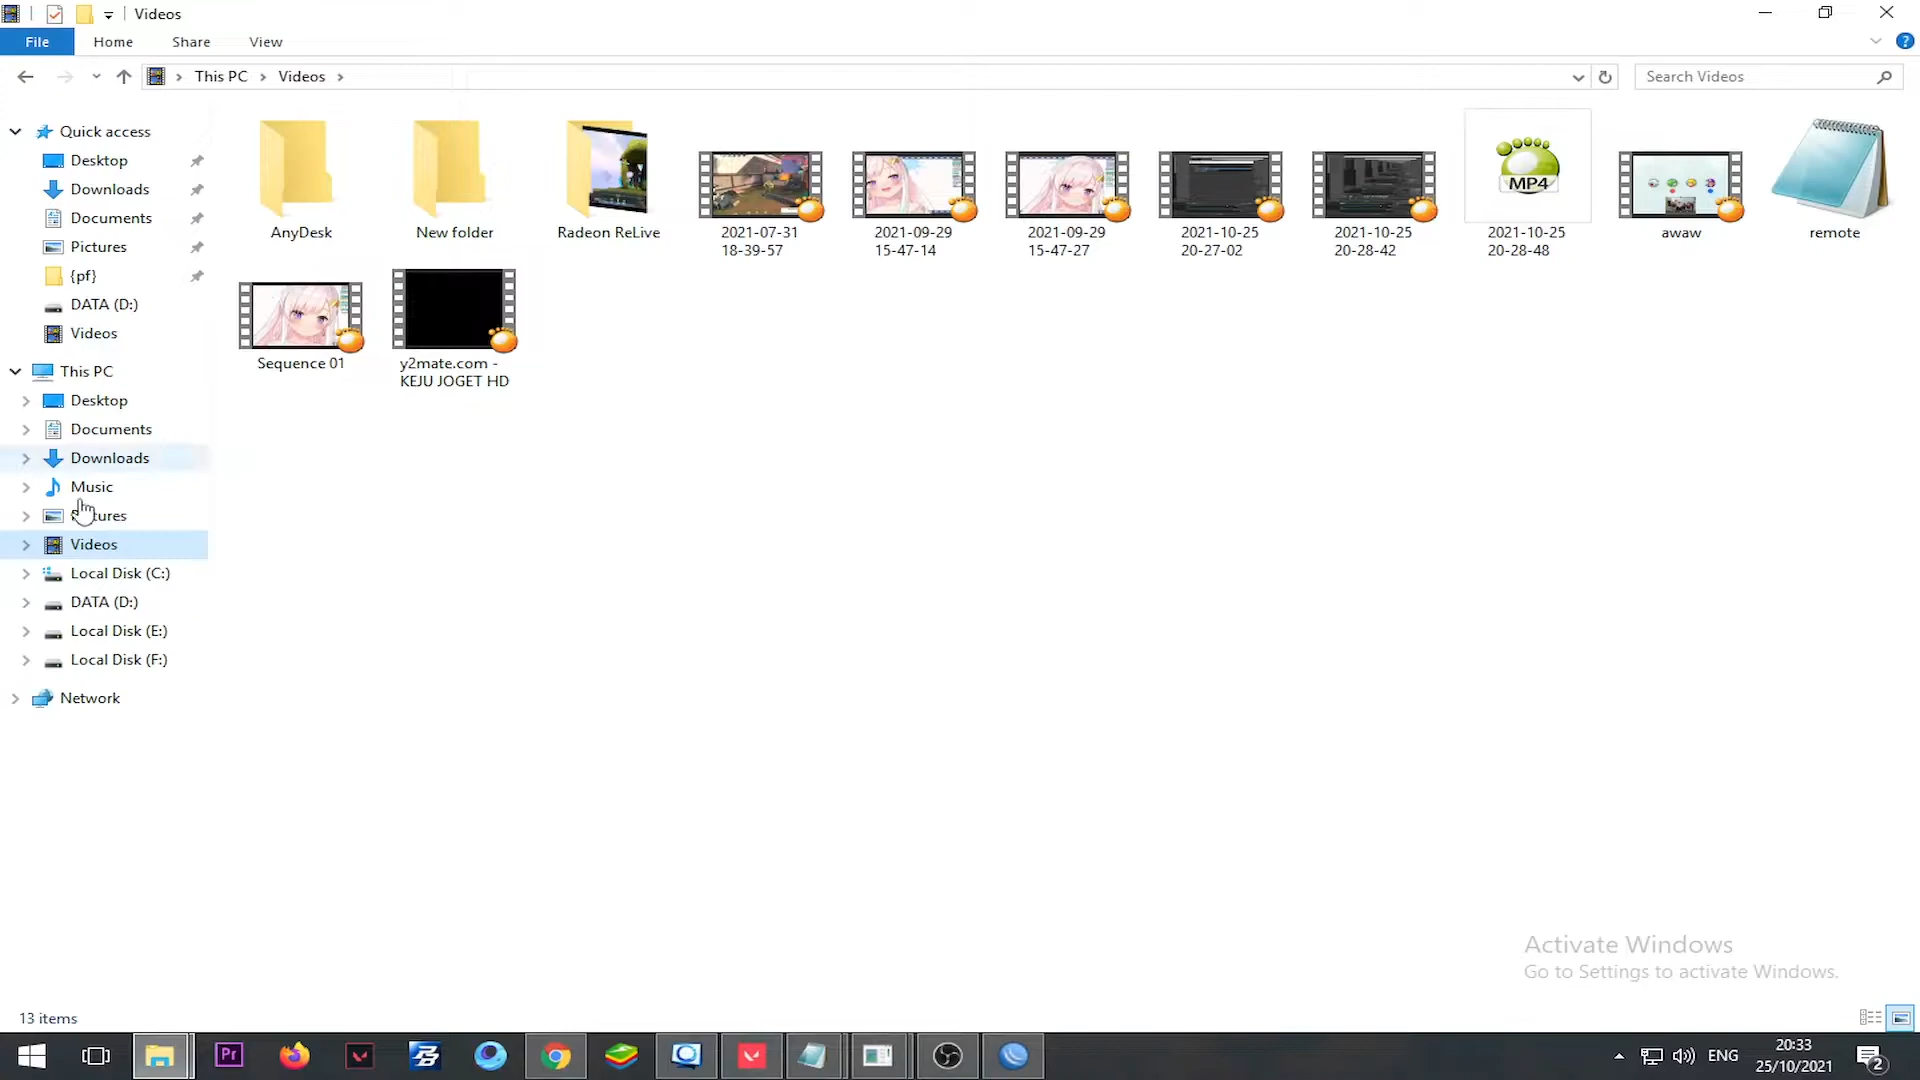 Videos
File
Home
Share
View
This PC
Videos
Search Videos
Quick access
Desktop
Downloads
Documents
Pictures
{pf}
DATA (D:)
Videos
This PC
Desktop
Documents
Downloads
Music
Videos
Local Disk (C:)
DATA (D:)
Local Disk (E:)
Local Disk (F:)
Network
AnyDesk
New folder
Radeon ReLive
2021-07-31
18-39-57
2021-09-29
15-47-14
2021-09-29
15-47-27
2021-10-25
20-27-02
2021-10-25
20-28-42
MP4
2021-10-25
20-28-48
awaw
remote
Sequence 01
y2mate.com -
KEJU JOGET HD
Activate Windows
Go to Settings to activate Windows.
13 items
Pr
ENG
20:33
25/10/2021
2